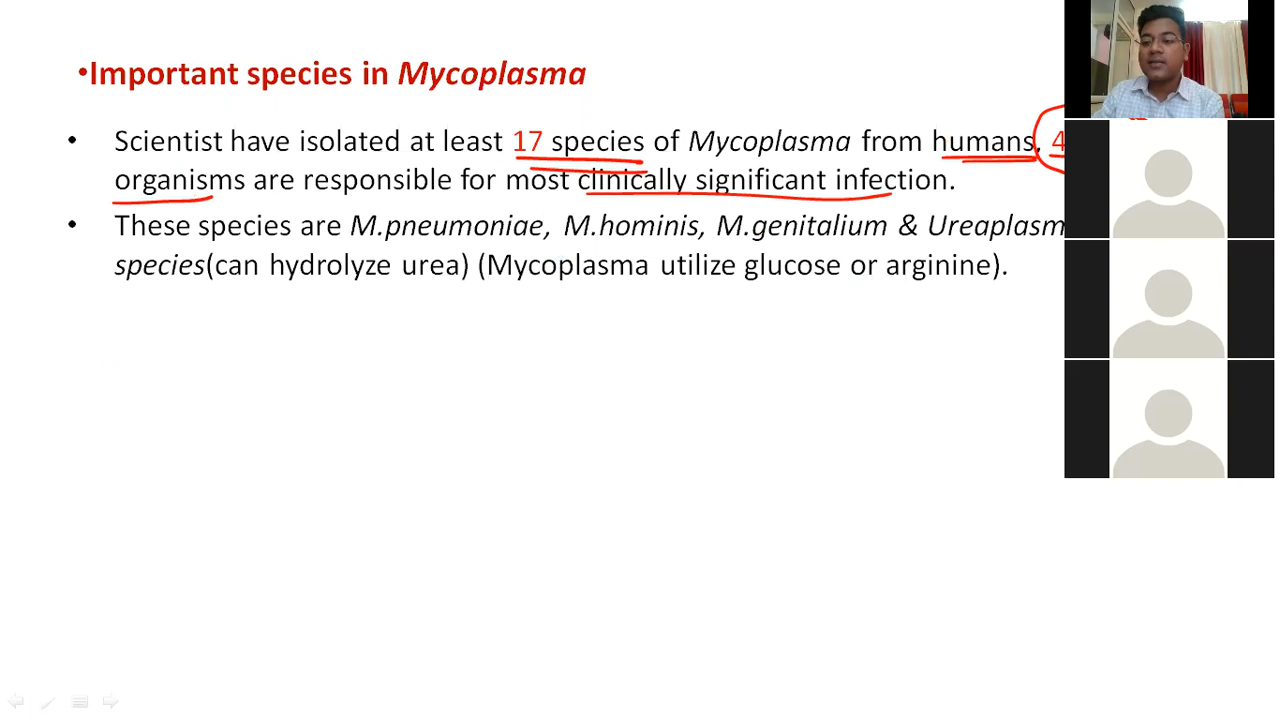 •Important species in Mycoplasma
• Scientist have isolated at least 17 species of Mycoplasma from humans, 4
organisms are responsible for most clinically significant infection.
• These species are M.pneumoniae, M.hominis, M.genitalium & Ureaplasm
species(can hydrolyze urea) (Mycoplasma utilize glucose or arginine).